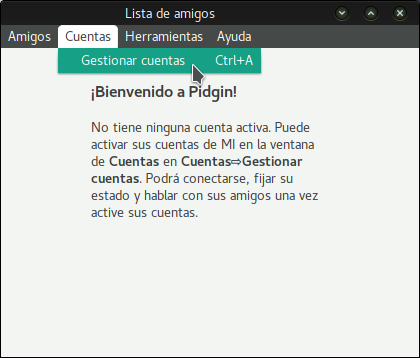 Lista de amigos
Amigos Cuentas Herramientas Ayuda
Gestionar cuentas Ctrl+A
¡Bienvenido a Pidgin!
No tiene ninguna cuenta activa. Puede
activar sus cuentas de MI en la ventana
de Cuentas en Cuentas⇨Gestionar
cuentas. Podrá conectarse, fijar su
estado y hablar con sus amigos una vez
active sus cuentas.